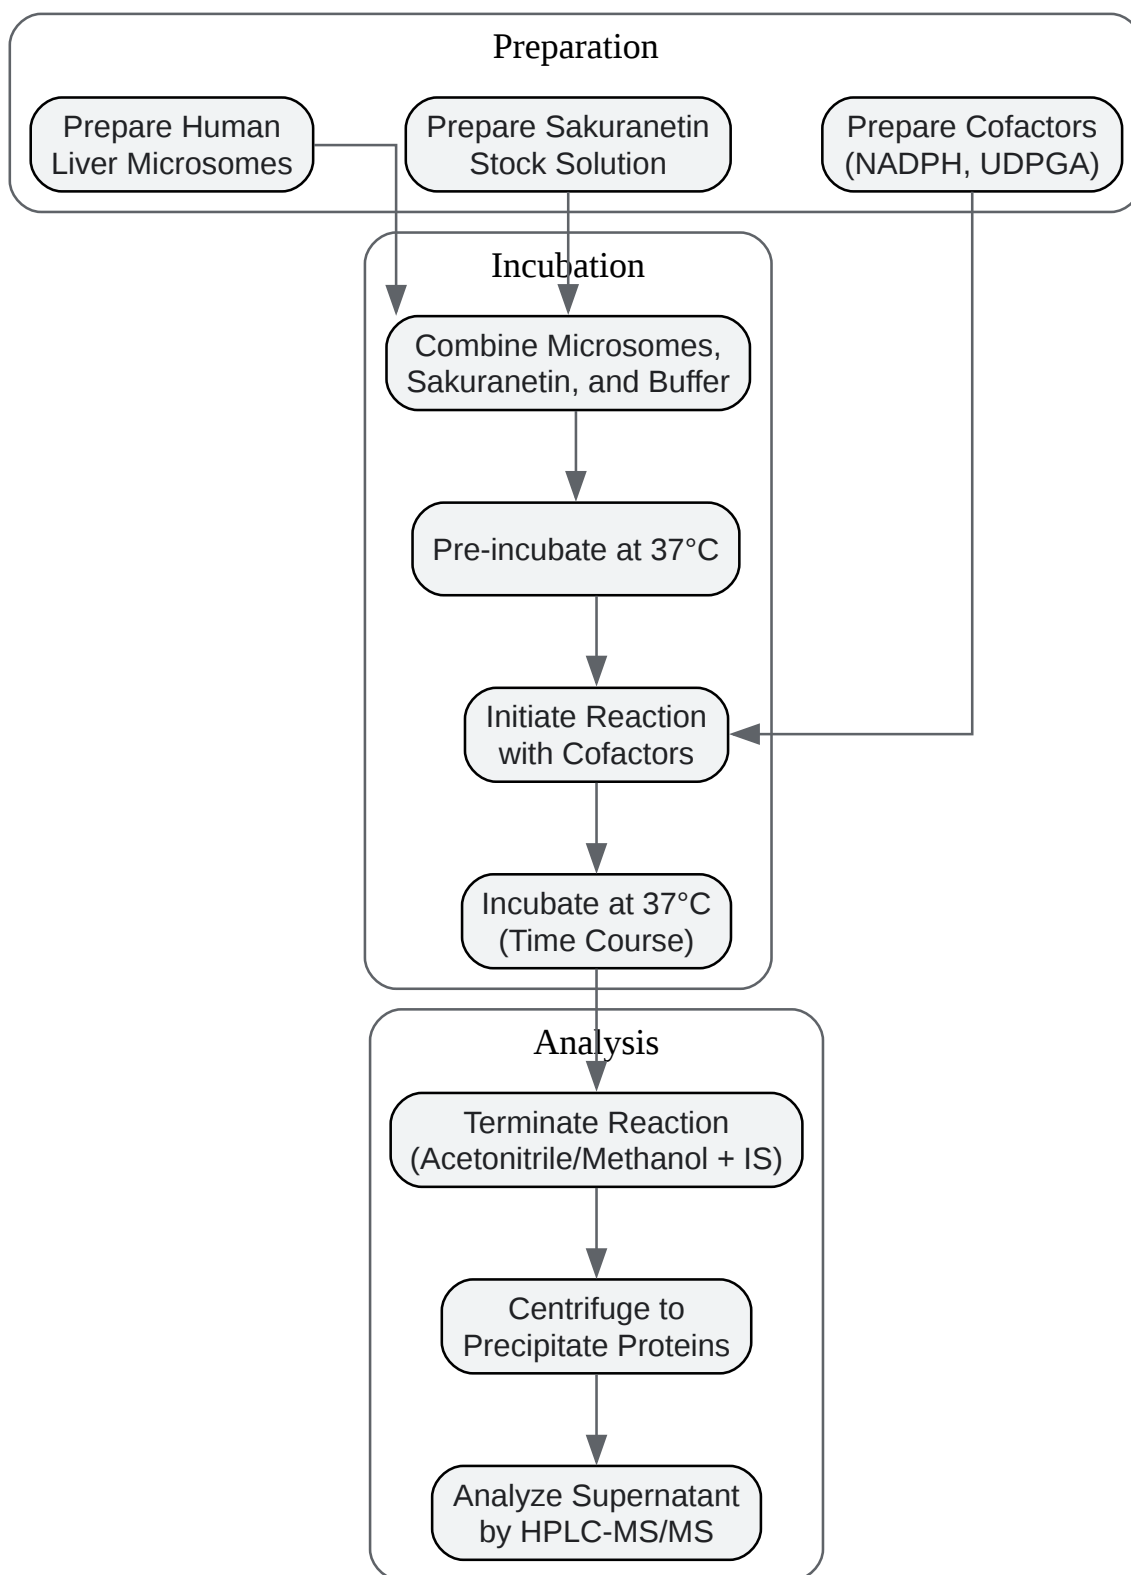 Preparation
Prepare Human
Liver Microsomes
Prepare Sakuranetin
Stock Solution
Prepare Cofactors
(NADPH, UDPGA)
Incubation
Combine Microsomes,
Sakuranetin, and Buffer
Pre-incubate at 37°C
Initiate Reaction
with Cofactors
Incubate at 37°C
(Time Course)
Analysis
Terminate Reaction
(Acetonitrile/Methanol + IS)
Centrifuge to
Precipitate Proteins
Analyze Supernatant
by HPLC-MS/MS